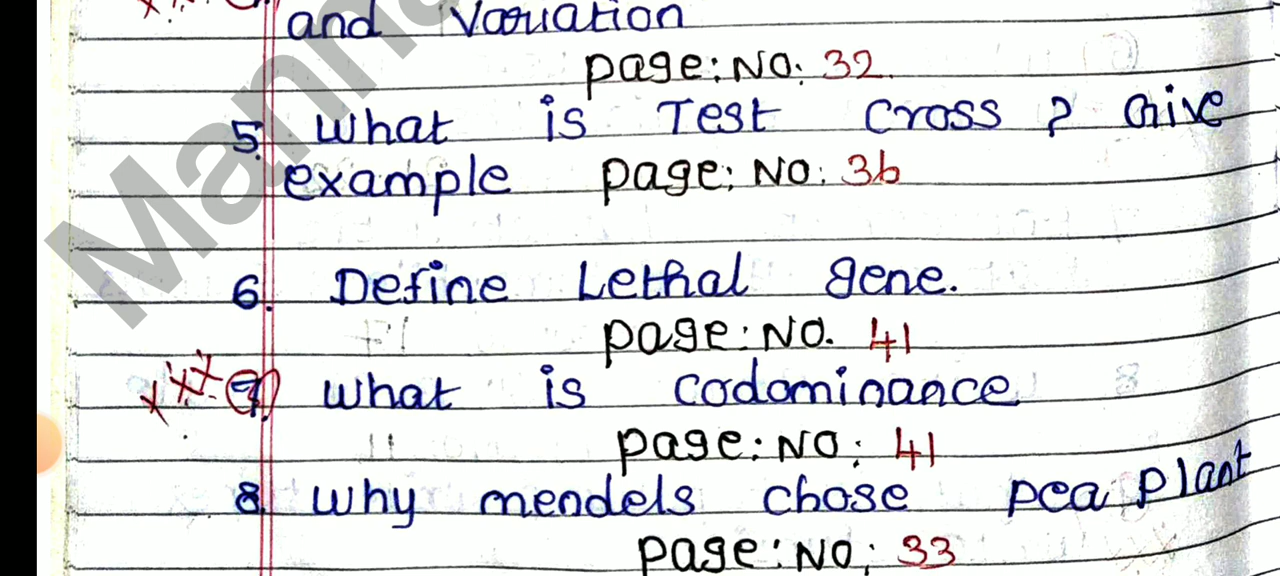 and Variation
page: No: 32.
5. What is Test Cross ? Give
example page: No: 36
6. Define Lethal gene.
page: No. 41
7. What is codominance
page: No: 41
8. Why mendels chose pea plant
page: No: 33